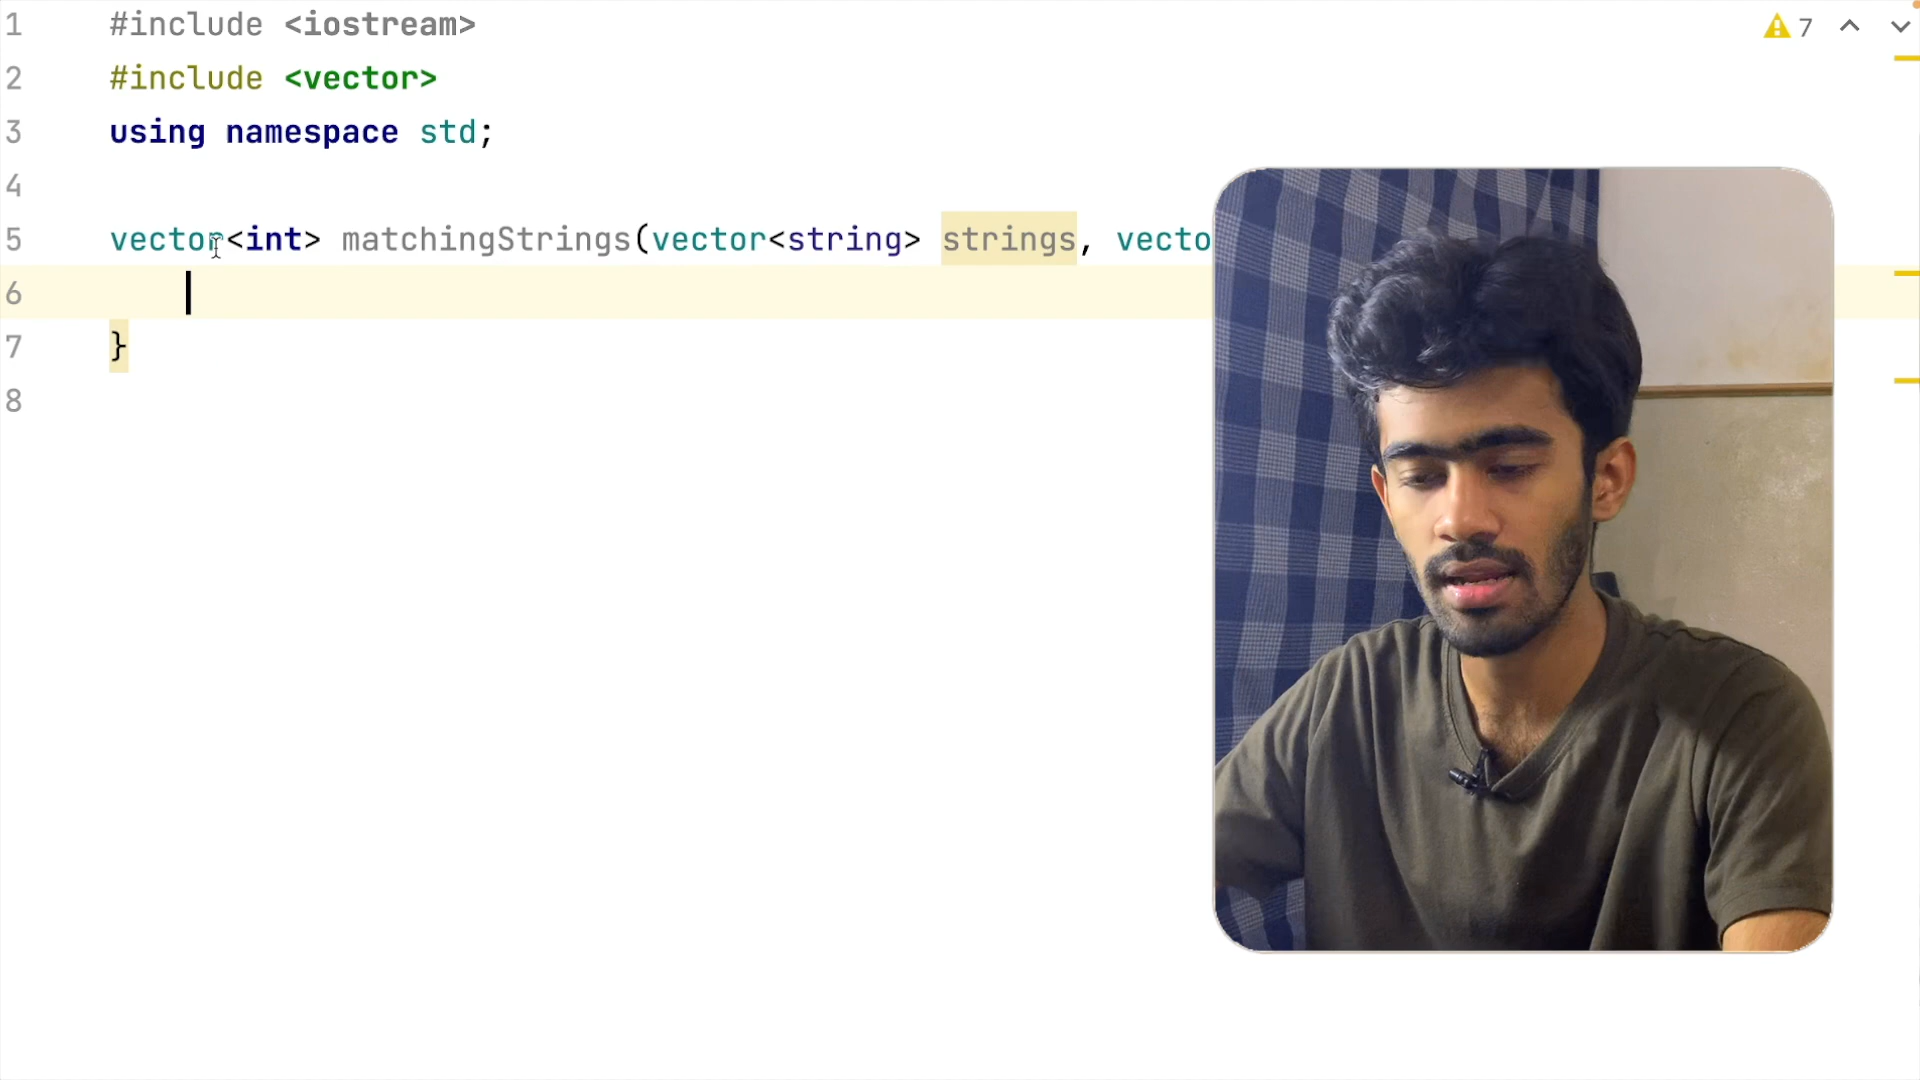 1 #include <iostream>
7
2 #include <vector>
3 using namespace std;
4
5 vector<int> matchingStrings(vector<string> strings, vecto
6
7 }
8